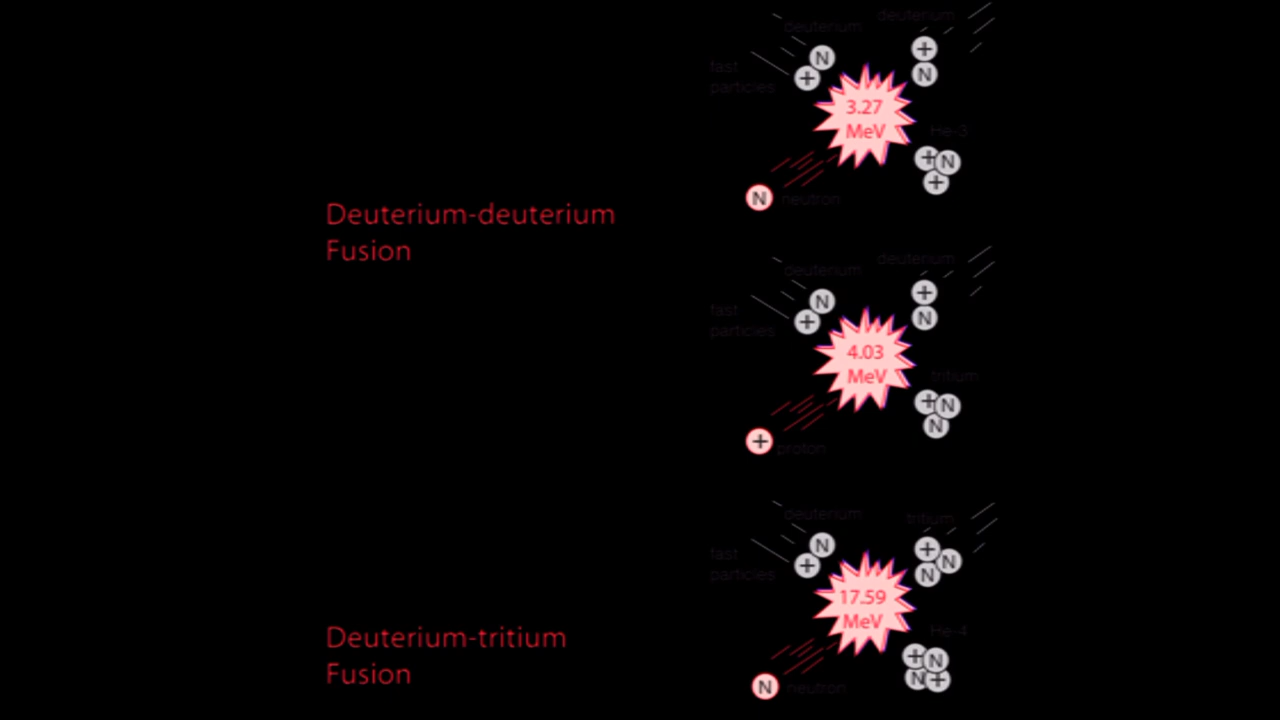 deuterium
deuterium
N
+
+
N
fast
particles
3.27
MeV
He-3
+
N
+
N
neutron
Deuterium-deuterium
Fusion
deuterium
deuterium
N
+
+
N
fast
particles
4.03
MeV
tritium
+
N
N
+
proton
deuterium
tritium
N
+
+
N
N
fast
particles
17.59
MeV
He-4
+
N
N
+
N
neutron
Deuterium-tritium
Fusion